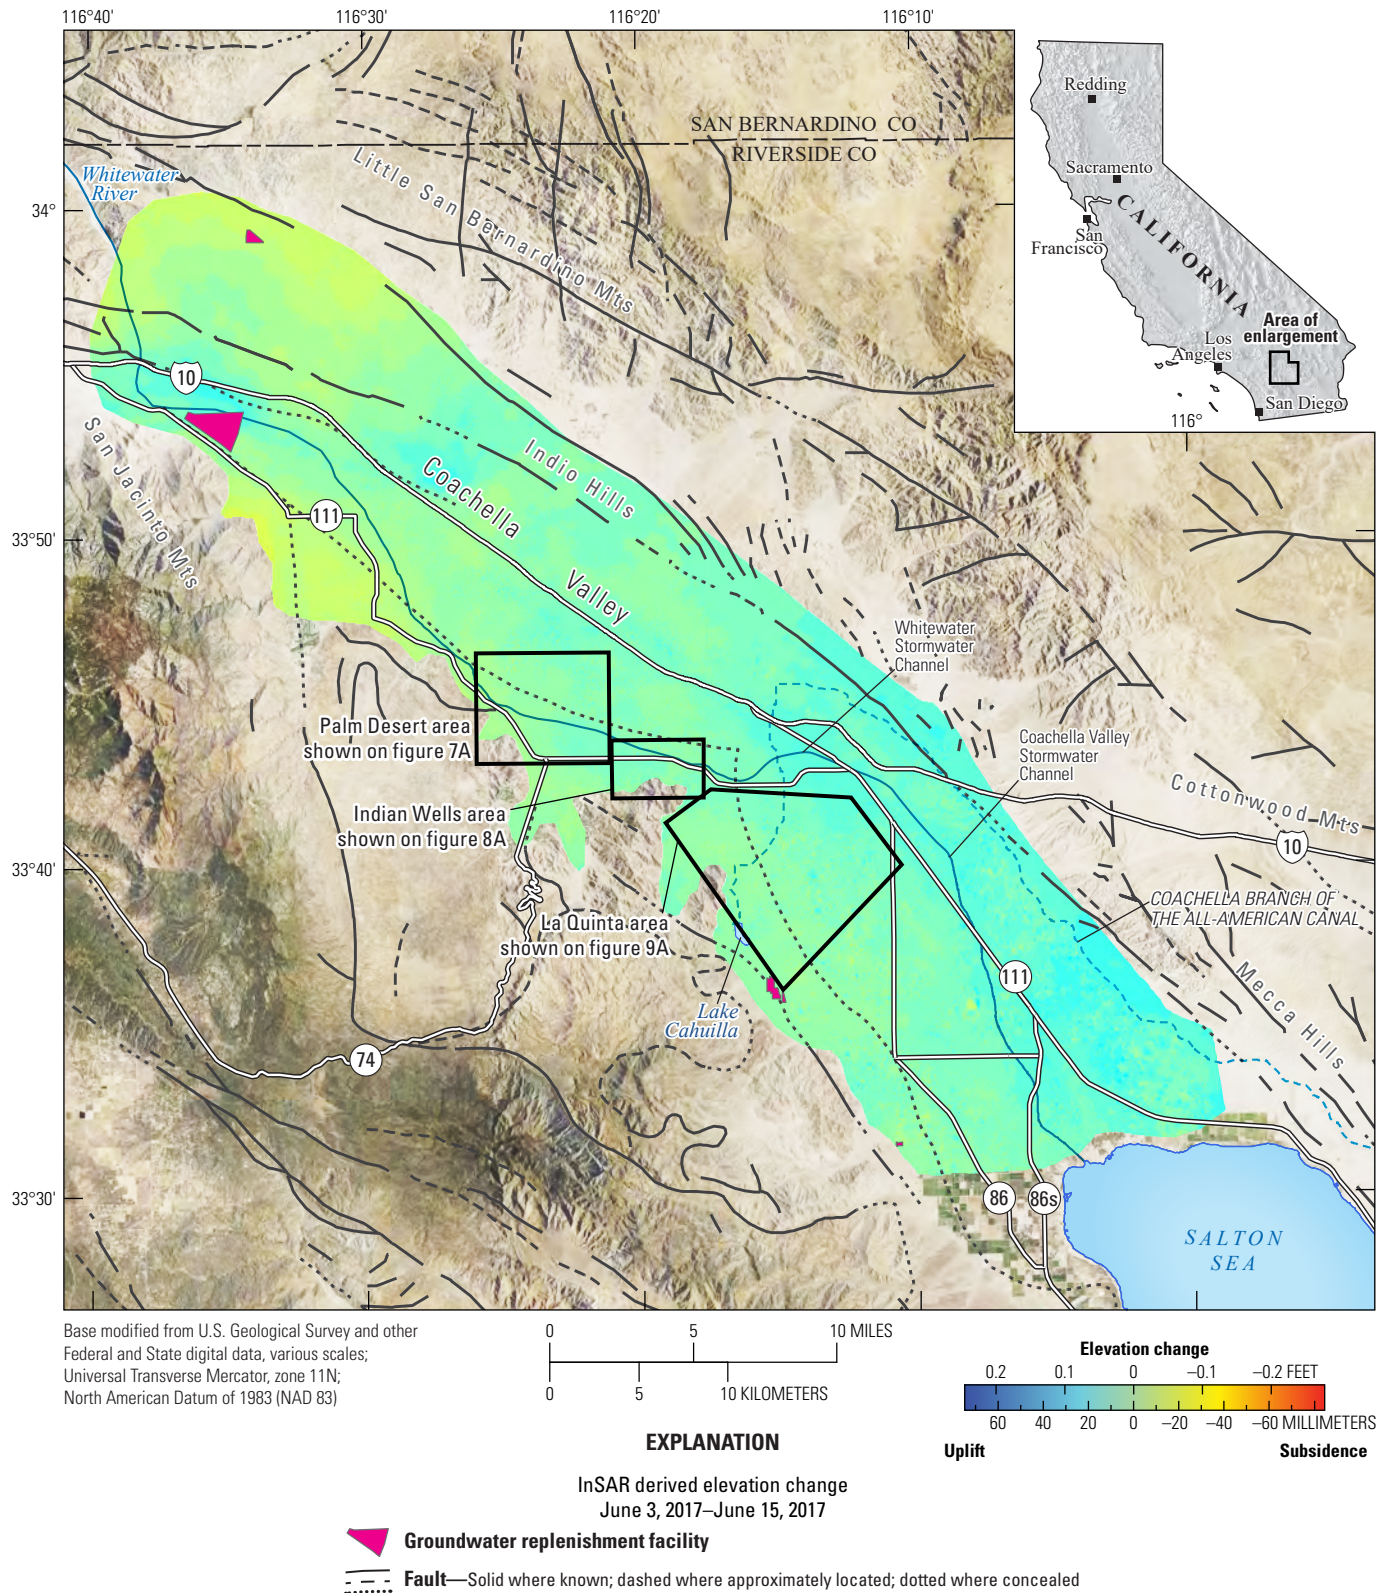 116°40'
116°30'
116°20'
116°10'
34°
33°50'
33°40'
33°30'
SAN BERNARDINO CO
RIVERSIDE CO
Whitewater
River
Little San Bernardino Mts
10
San Jacinto Mts
111
Coachella
Valley
Indio Hills
Whitewater
Stormwater
Channel
Palm Desert area
shown on figure 7A
Coachella Valley
Stormwater
Channel
Indian Wells area
shown on figure 8A
Cottonwood Mts
10
La Quinta area
shown on figure 9A
COACHELLA BRANCH OF
THE ALL-AMERICAN CANAL
111
Mecca Hills
Lake
Cahuilla
74
86
86s
SALTON
SEA
Redding
Sacramento
San
Francisco
CALIFORNIA
Area of
enlargement
Los
Angeles
San Diego
116°
Base modified from U.S. Geological Survey and other
Federal and State digital data, various scales;
Universal Transverse Mercator, zone 11N;
North American Datum of 1983 (NAD 83)
0 5 10 MILES
0 5 10 KILOMETERS
Elevation change
0.2 0.1 0 –0.1 –0.2 FEET
60 40 20 0 –20 –40 –60 MILLIMETERS
Uplift Subsidence
EXPLANATION
InSAR derived elevation change
June 3, 2017–June 15, 2017
Groundwater replenishment facility
Fault—Solid where known; dashed where approximately located; dotted where concealed